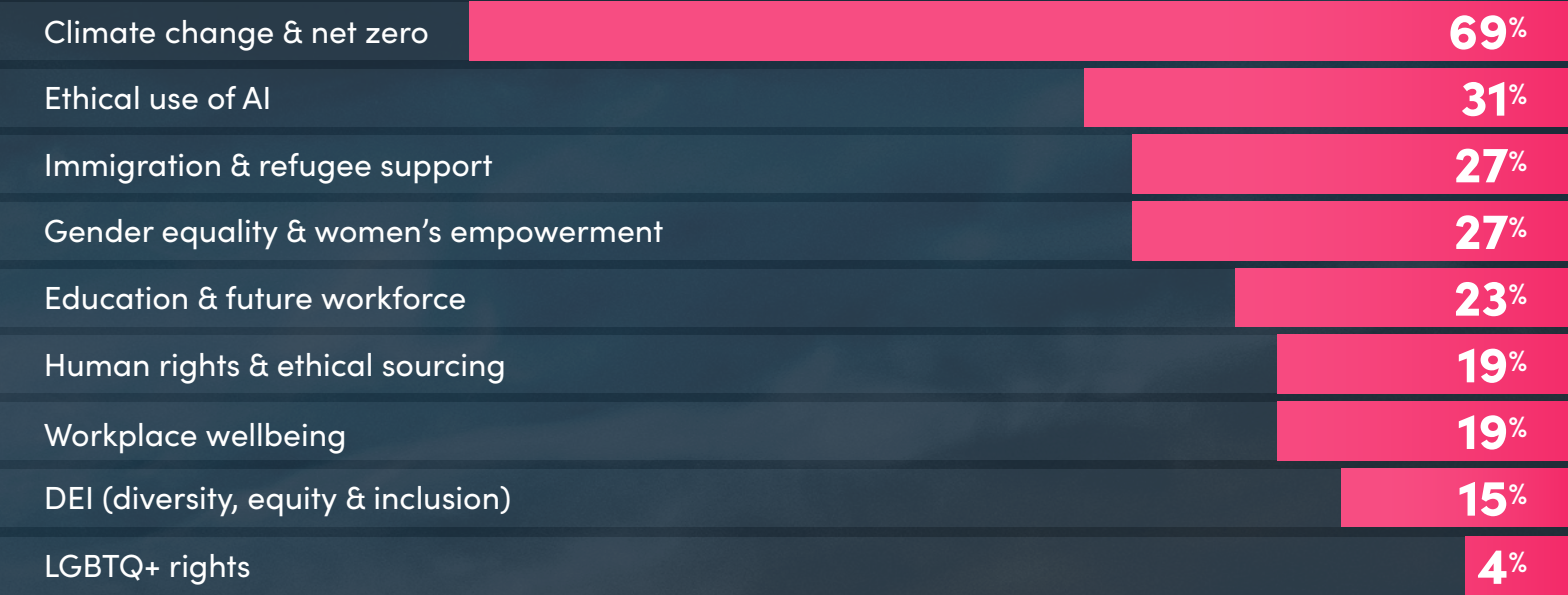 Climate change & net zero 69%
Ethical use of AI 31%
Immigration & refugee support 27%
Gender equality & women’s empowerment 27%
Education & future workforce 23%
Human rights & ethical sourcing 19%
Workplace wellbeing 19%
DEI (diversity, equity & inclusion) 15%
LGBTQ+ rights 4%